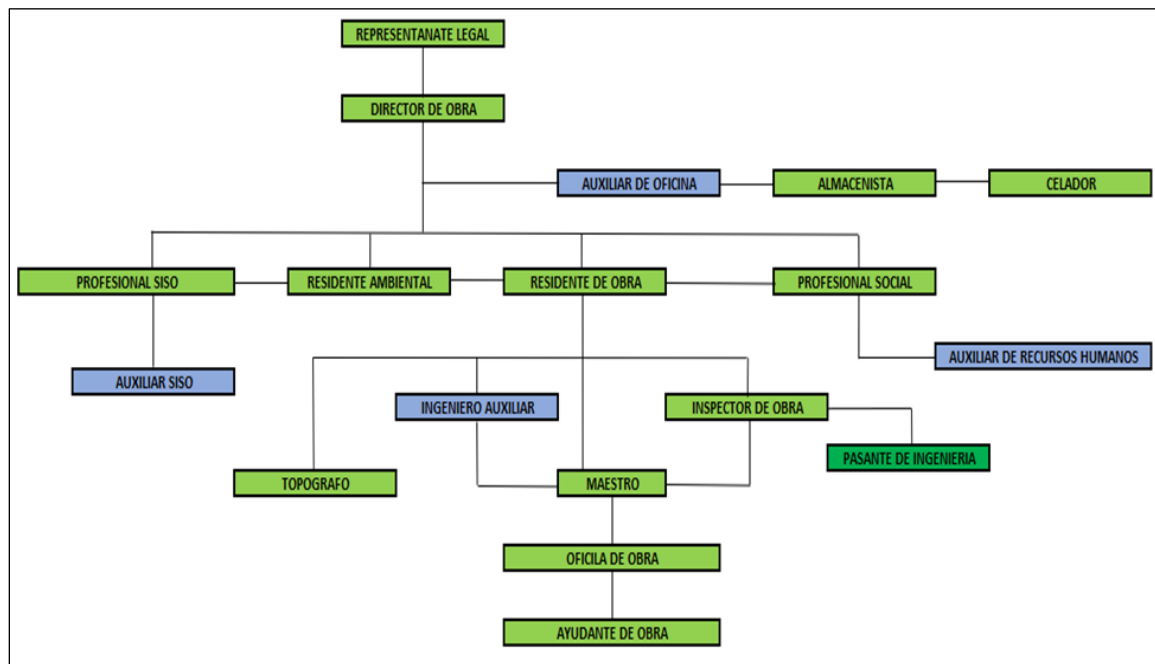 REPRESENTANATE LEGAL
DIRECTOR DE OBRA
AUXILIAR DE OFICINA
ALMACENISTA
CELADOR
PROFESIONAL SISO
RESIDENTE AMBIENTAL
RESIDENTE DE OBRA
PROFESIONAL SOCIAL
AUXILIAR DE RECURSOS HUMANOS
AUXILIAR SISO
INGENIERO AUXILIAR
INSPECTOR DE OBRA
PASANTE DE INGENIERIA
TOPOGRAFO
MAESTRO
OFICILA DE OBRA
AYUDANTE DE OBRA